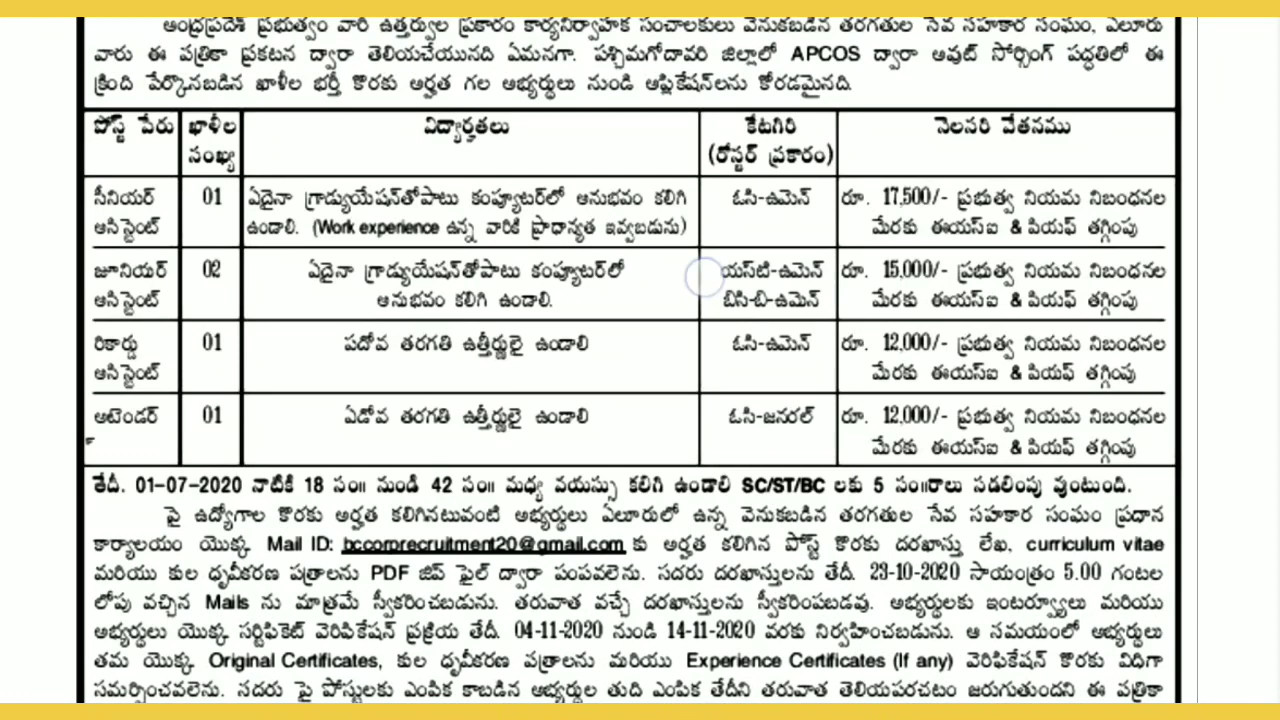 ఆంధ్రప్రదేశ్ ప్రభుత్వం వారి ఉత్తర్వుల ప్రకారం కార్యనిర్వాహక సంచాలకులు వెనుకబడిన తరగతుల సేవ సహకార సంఘం, ఏలూరు
వారు ఈ పత్రికా ప్రకటన ద్వారా తెలియచేయునది ఏమనగా. పశ్చిమగోదావరి జిల్లాలో APCOS ద్వారా అవుట్ సోర్సింగ్ పద్ధతిలో ఈ
క్రింది పేర్కొనబడిన ఖాళీల భర్తీ కొరకు అర్హత గల అభ్యర్థులు నుండి అప్లికేషన్‌లను కోరడమైనది.
పోస్ట్ పేరు ఖాళీల సంఖ్య విద్యార్హతలు కేటగిరి (రోస్టర్ ప్రకారం) నెలసరి వేతనము
సీనియర్ 01 ఏదైనా గ్రాడ్యుయేషన్‌తోపాటు కంప్యూటర్‌లో అనుభవం కలిగి ఓసి-ఉమెన్ రూ. 17,500/- ప్రభుత్వ నియమ నిబంధనల
అసిస్టెంట్ ఉండాలి. (Work experience ఉన్న వారికి ప్రాధాన్యత ఇవ్వబడును) మేరకు ఈయస్ఐ & పియఫ్ తగ్గింపు
జూనియర్ 02 ఏదైనా గ్రాడ్యుయేషన్‌తోపాటు కంప్యూటర్‌లో యస్‌టి-ఉమెన్ రూ. 15,000/- ప్రభుత్వ నియమ నిబంధనల
అసిస్టెంట్ అనుభవం కలిగి ఉండాలి. బిసి-బి-ఉమెన్ మేరకు ఈయస్ఐ & పియఫ్ తగ్గింపు
రికార్డు 01 పదోవ తరగతి ఉత్తీర్ణులై ఉండాలి ఓసి-ఉమెన్ రూ. 12,000/- ప్రభుత్వ నియమ నిబంధనల
అసిస్టెంట్ మేరకు ఈయస్ఐ & పియఫ్ తగ్గింపు
అటెండర్ 01 ఏడోవ తరగతి ఉత్తీర్ణులై ఉండాలి ఓసి-జనరల్ రూ. 12,000/- ప్రభుత్వ నియమ నిబంధనల
మేరకు ఈయస్ఐ & పియఫ్ తగ్గింపు
తేదీ. 01-07-2020 నాటికి 18 సం॥ నుండి 42 సం॥ మధ్య వయస్సు కలిగి ఉండాలి SC/ST/BC లకు 5 సం॥రాలు సడలింపు వుంటుంది.
పై ఉద్యోగాల కొరకు అర్హత కలిగినటువంటి అభ్యర్థులు ఏలూరులో ఉన్న వెనుకబడిన తరగతుల సేవ సహకార సంఘం ప్రధాన
కార్యాలయం యొక్క Mail ID: bccorprecruitment20@gmail.com కు అర్హత కలిగిన పోస్ట్ కొరకు దరఖాస్తు లేఖ, curriculum vitae
మరియు కుల ధృవీకరణ పత్రాలను PDF జిప్ ఫైల్ ద్వారా పంపవలెను. సదరు దరఖాస్తులను తేదీ. 23-10-2020 సాయంత్రం 5.00 గంటల
లోపు వచ్చిన Mails ను మాత్రమే స్వీకరించబడును. తరువాత వచ్చే దరఖాస్తులను స్వీకరింపబడవు. అభ్యర్థులకు ఇంటర్వ్యూలు మరియు
అభ్యర్థులు యొక్క సర్టిఫికెట్ వెరిఫికేషన్ ప్రక్రియ తేదీ. 04-11-2020 నుండి 14-11-2020 వరకు నిర్వహించబడును. ఆ సమయంలో అభ్యర్థులు
తమ యొక్క Original Certificates, కుల ధృవీకరణ పత్రాలను మరియు Experience Certificates (If any) వెరిఫికేషన్ కొరకు విధిగా
సమర్పించవలెను. సదరు పై పోస్టులకు ఎంపిక కాబడిన అభ్యర్థుల తుది ఎంపిక తేదీని తరువాత తెలియపరచటం జరుగుతుందని ఈ పత్రికా